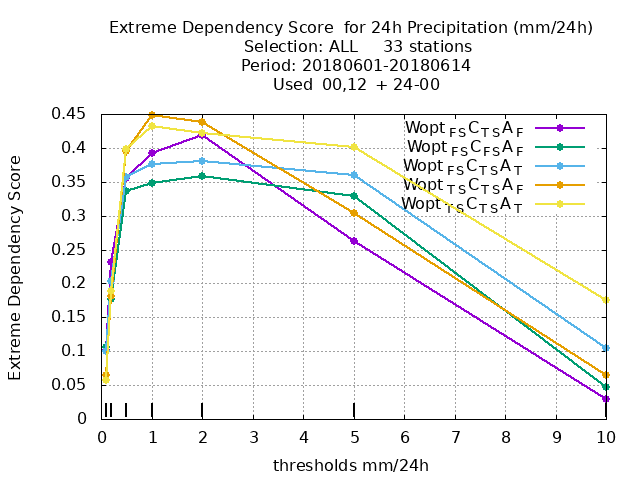 Extreme Dependency Score for 24h Precipitation (mm/24h)
Selection: ALL 33 stations
Period: 20180601-20180614
Used 00,12 + 24-00
Extreme Dependency Score
0.45
0.4
0.35
0.3
0.25
0.2
0.15
0.1
0.05
0
Wopt FS C TS A F
Wopt FS C FS A F
Wopt FS C TS A T
Wopt TS C TS A F
Wopt TS C TS A T
0 1 2 3 4 5 6 7 8 9 10
thresholds mm/24h